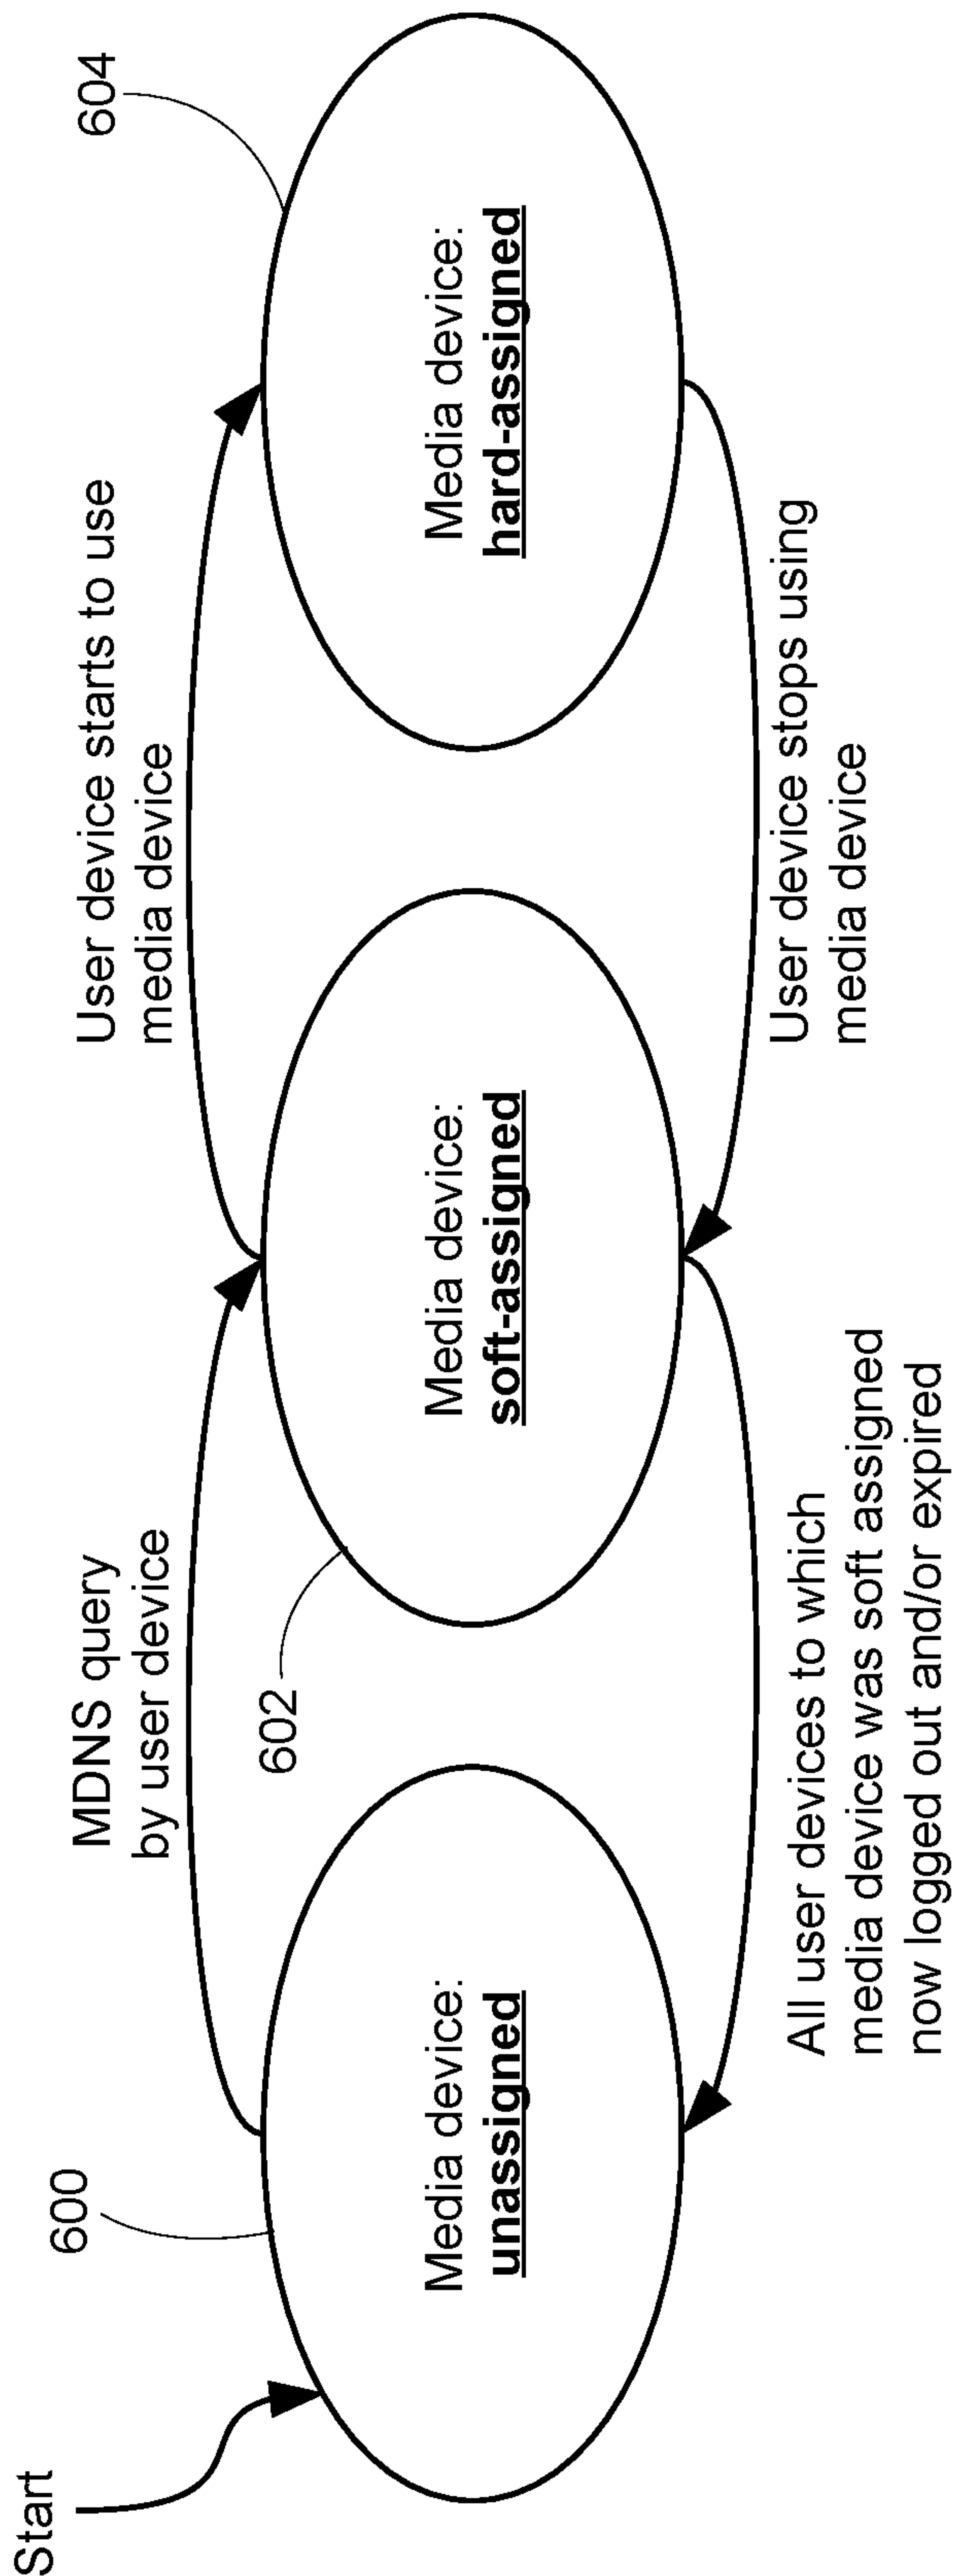 Start
600
MDNS query
by user device
User device starts to use
media device
604
602
Media device:
unassigned
Media device:
soft-assigned
Media device:
hard-assigned
All user devices to which
media device was soft assigned
now logged out and/or expired
User device stops using
media device